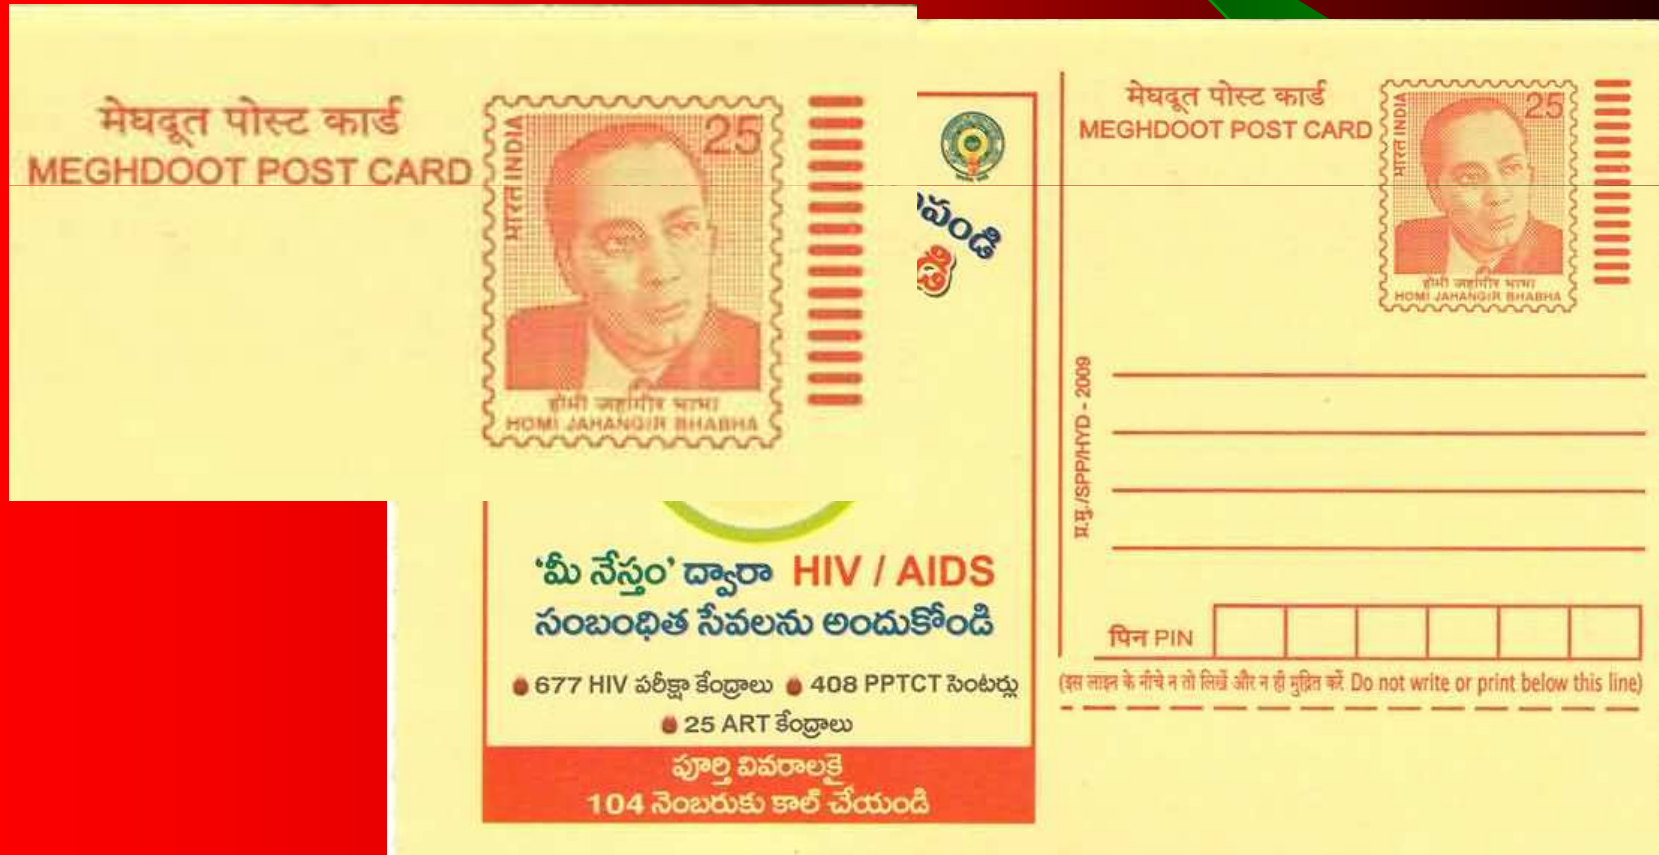 मेघदूत पोस्ट कार्ड
MEGHDOOT POST CARD
भारत INDIA
25
होमी जहांगीर भाभा
HOMI JAHANGIR BHABHA
'మీ నేస్తం' ద్వారా HIV / AIDS
సంబంధిత సేవలను అందుకోండి
677 HIV పరీక్షా కేంద్రాలు 408 PPTCT సెంటర్లు
25 ART కేంద్రాలు
పూర్తి వివరాలకై
104 నెంబరుకు కాల్ చేయండి
मेघदूत पोस्ट कार्ड
MEGHDOOT POST CARD
भारत INDIA
25
होमी जहांगीर भाभा
HOMI JAHANGIR BHABHA
प्र.मु./SPP/HYD - 2009
पिन PIN
(इस लाइन के नीचे न तो लिखें और न ही मुद्रित करें Do not write or print below this line)